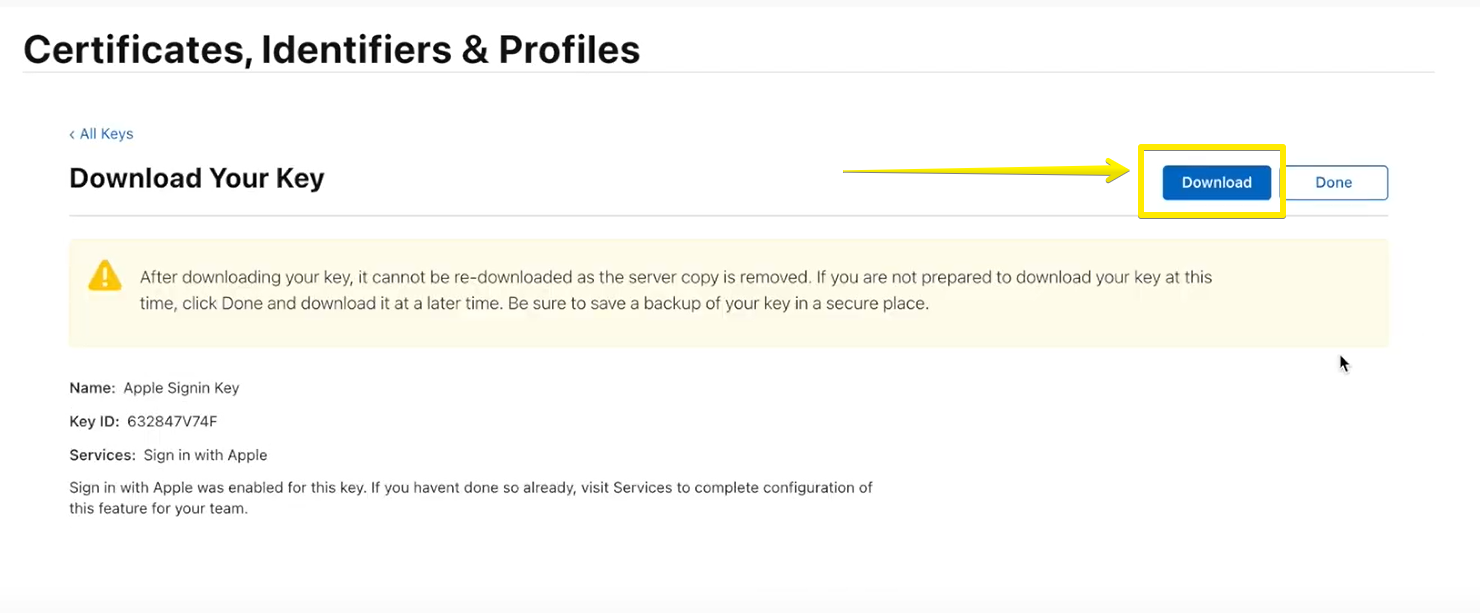 Certificates, Identifiers & Profiles
‹ All Keys
Download Your Key
Download
Done
After downloading your key, it cannot be re-downloaded as the server copy is removed. If you are not prepared to download your key at this
time, click Done and download it at a later time. Be sure to save a backup of your key in a secure place.
Name: Apple Signin Key
Key ID: 632847V74F
Services: Sign in with Apple
Sign in with Apple was enabled for this key. If you havent done so already, visit Services to complete configuration of
this feature for your team.